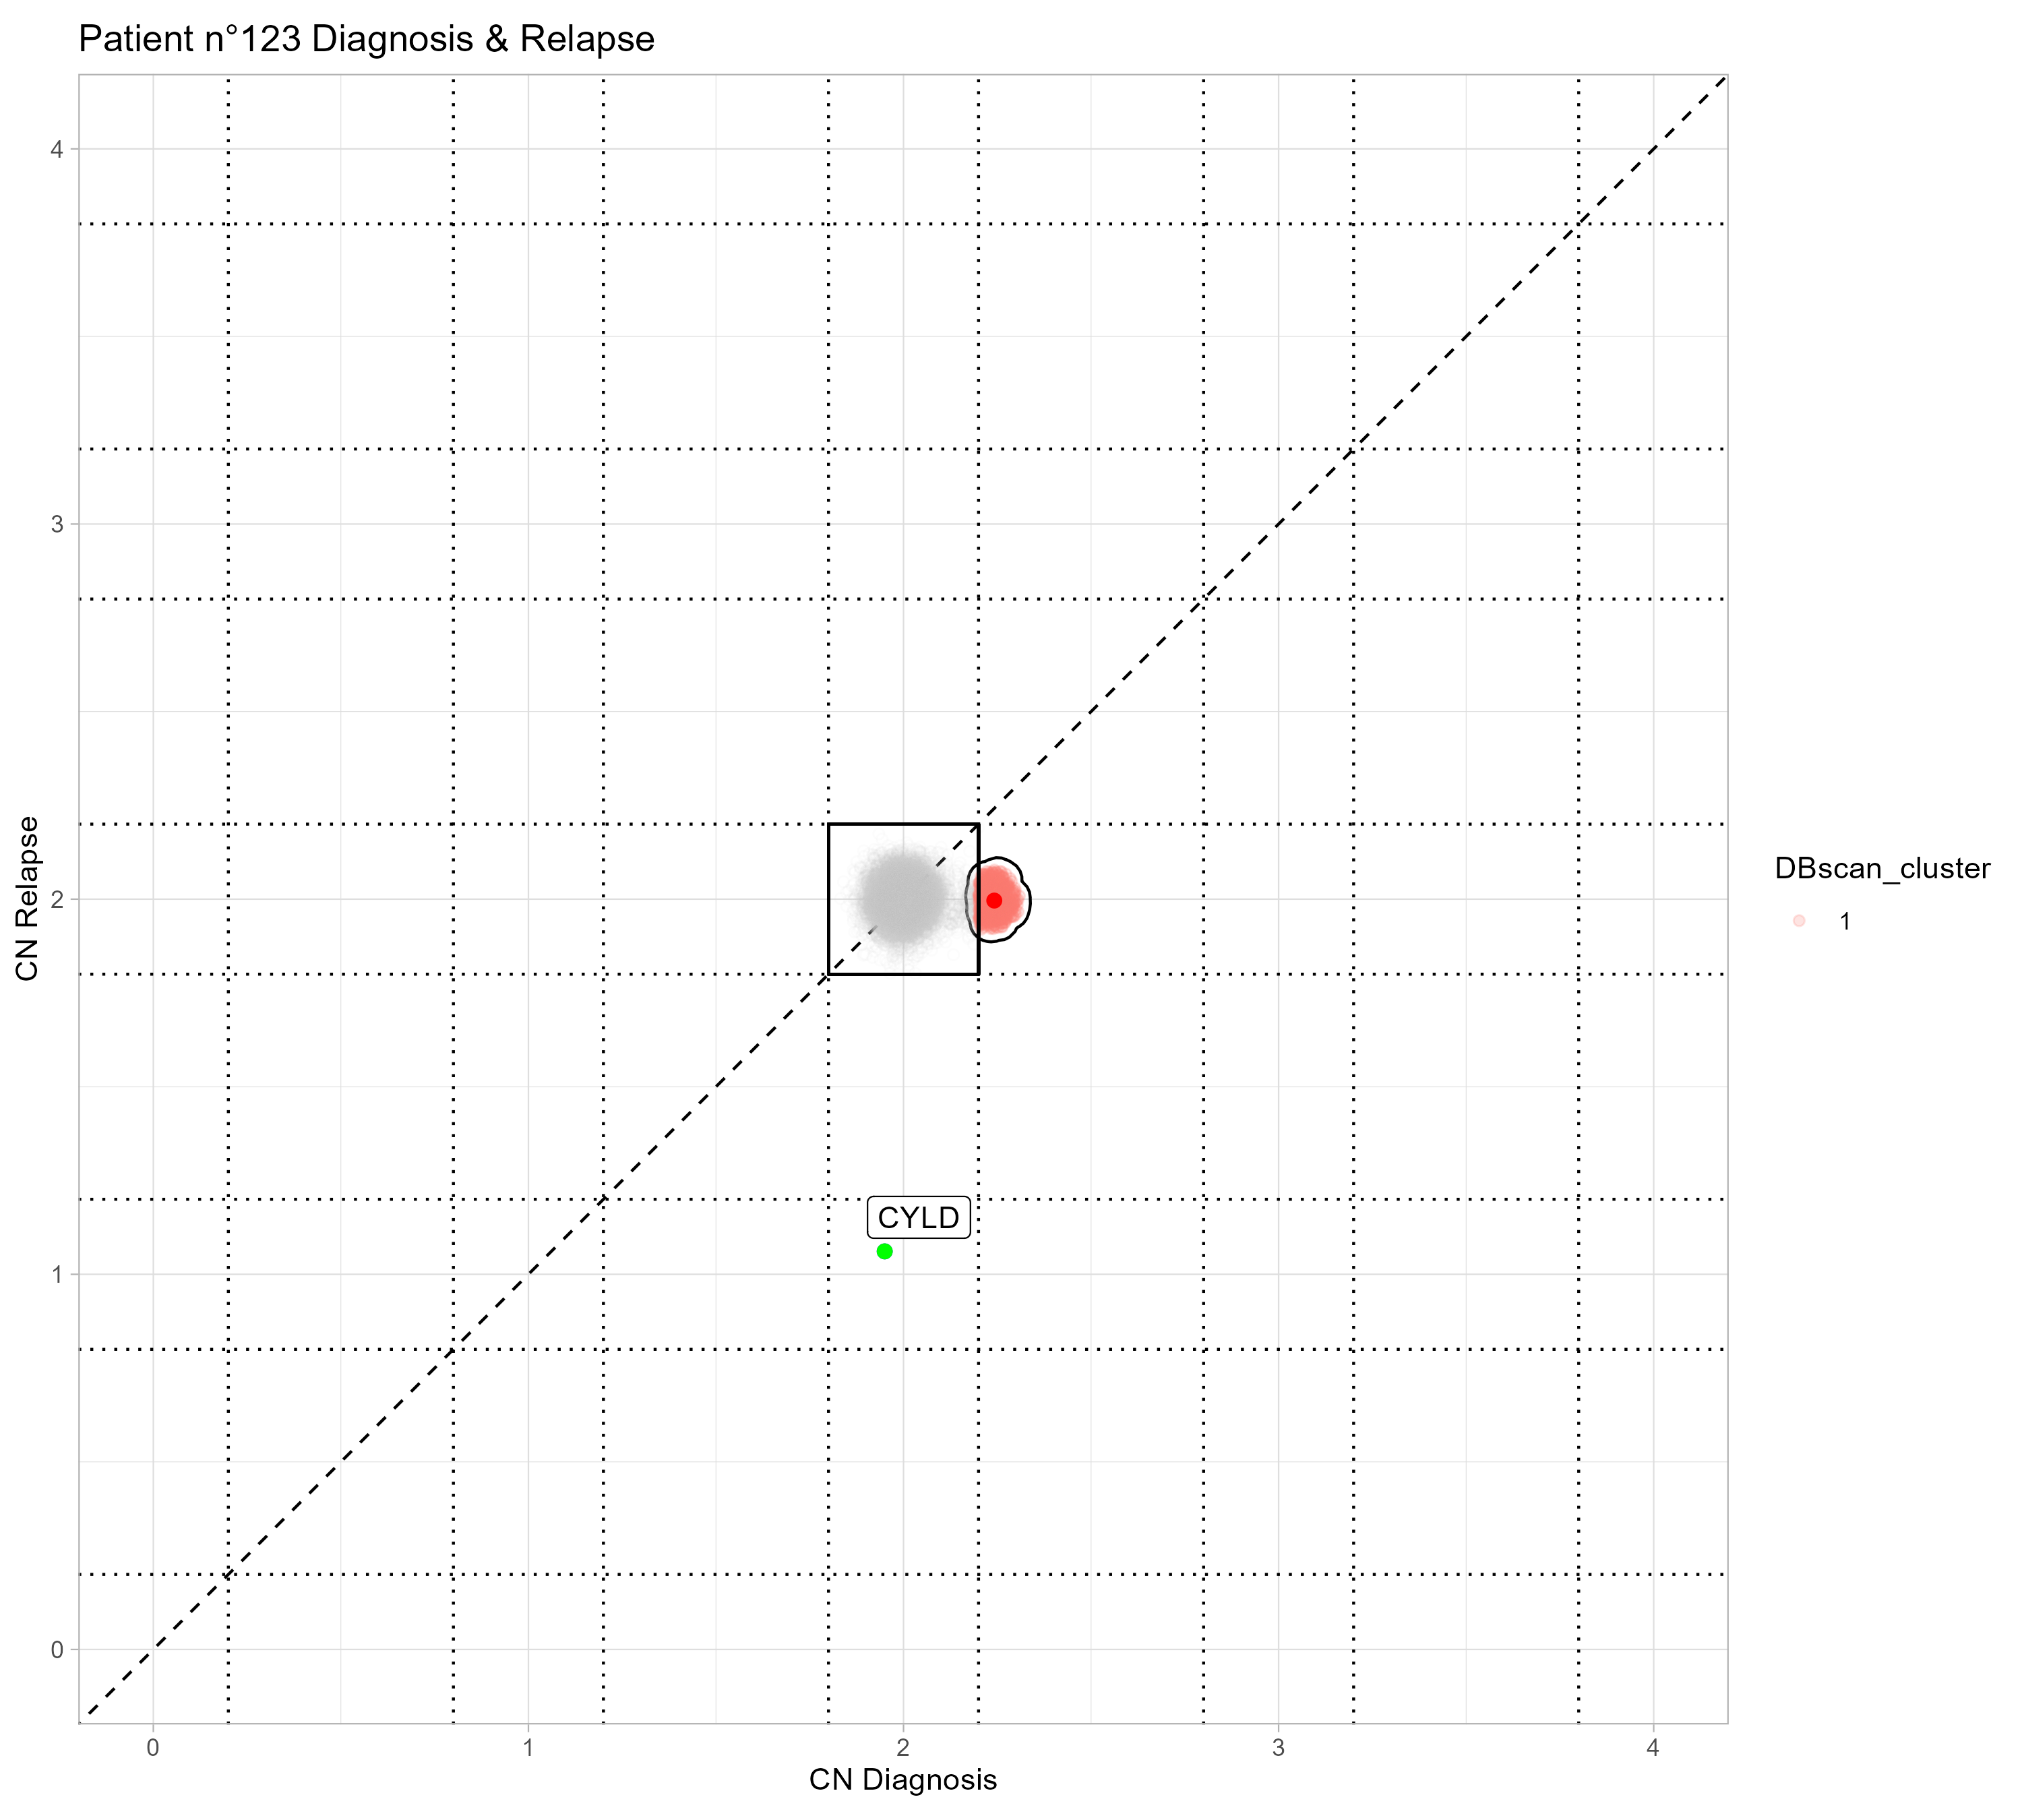 Patient n°123 Diagnosis & Relapse
4
3
2
1
0
CN Relapse
CYLD
0 1 2 3 4
CN Diagnosis
DBscan_cluster
1